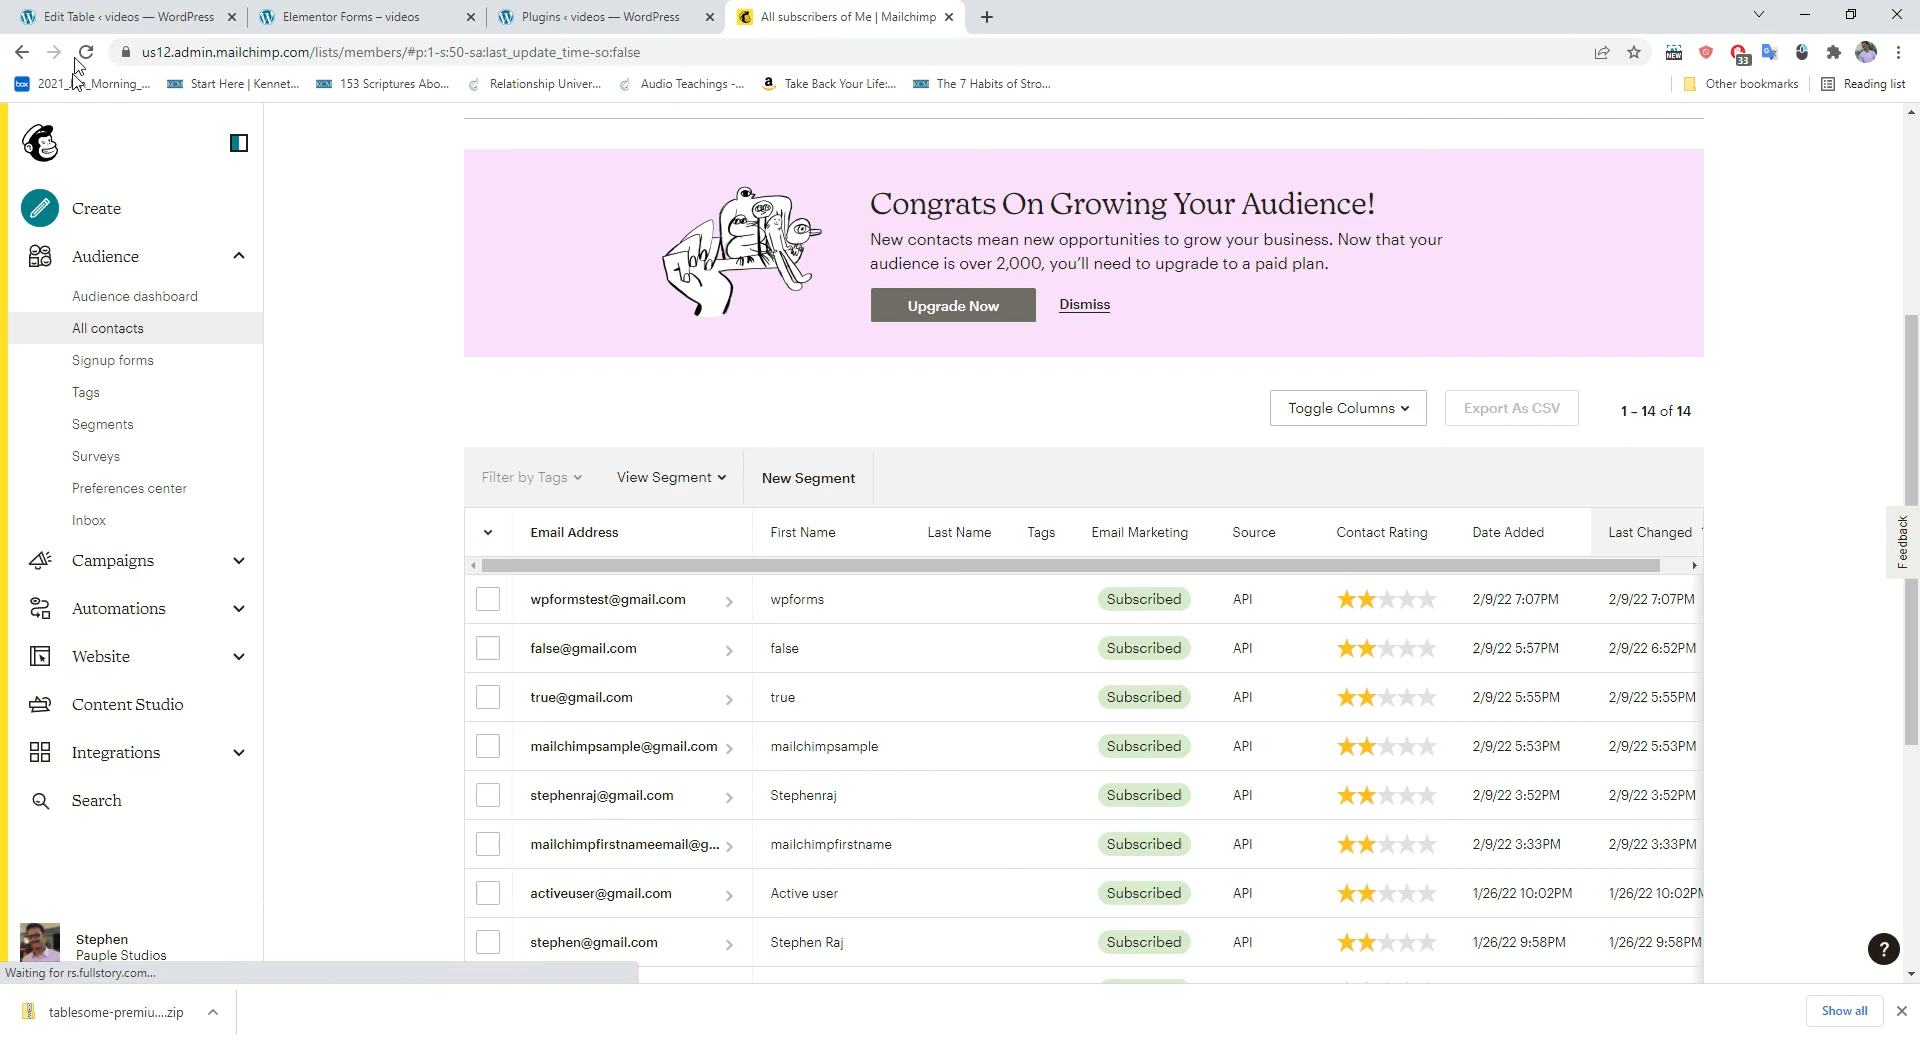 Edit Table ‹ videos — WordPress
Elementor Forms – videos
Plugins ‹ videos — WordPress
All subscribers of Me | Mailchimp
us12.admin.mailchimp.com/lists/members/#p:1-s:50-sa:last_update_time-so:false
NEW
33
box
2021_
_Morning_...
KCM
Start Here | Kennet...
KCM
153 Scriptures Abo...
Relationship Univer...
Audio Teachings -...
Take Back Your Life:...
KCM
The 7 Habits of Stro...
Other bookmarks
Reading list
Create
Audience
Audience dashboard
All contacts
Signup forms
Tags
Segments
Surveys
Preferences center
Inbox
Campaigns
Automations
Website
Content Studio
Integrations
Search
Stephen
Pauple Studios
Congrats On Growing Your Audience!
New contacts mean new opportunities to grow your business. Now that your
audience is over 2,000, you'll need to upgrade to a paid plan.
Upgrade Now Dismiss
Toggle Columns Export As CSV 1 – 14 of 14
Filter by Tags View Segment New Segment
Email Address First Name Last Name Tags Email Marketing Source Contact Rating Date Added Last Changed
wpformstest@gmail.com wpforms Subscribed API 2/9/22 7:07PM 2/9/22 7:07PM
false@gmail.com false Subscribed API 2/9/22 5:57PM 2/9/22 6:52PM
true@gmail.com true Subscribed API 2/9/22 5:55PM 2/9/22 5:55PM
mailchimpsample@gmail.com mailchimpsample Subscribed API 2/9/22 5:53PM 2/9/22 5:53PM
stephenraj@gmail.com Stephenraj Subscribed API 2/9/22 3:52PM 2/9/22 3:52PM
mailchimpfirstnameemail@g... mailchimpfirstname Subscribed API 2/9/22 3:33PM 2/9/22 3:33PM
activeuser@gmail.com Active user Subscribed API 1/26/22 10:02PM 1/26/22 10:02PM
stephen@gmail.com Stephen Raj Subscribed API 1/26/22 9:58PM 1/26/22 9:58PM
Feedback
?
Waiting for rs.fullstory.com...
tablesome-premiu....zip
Show all